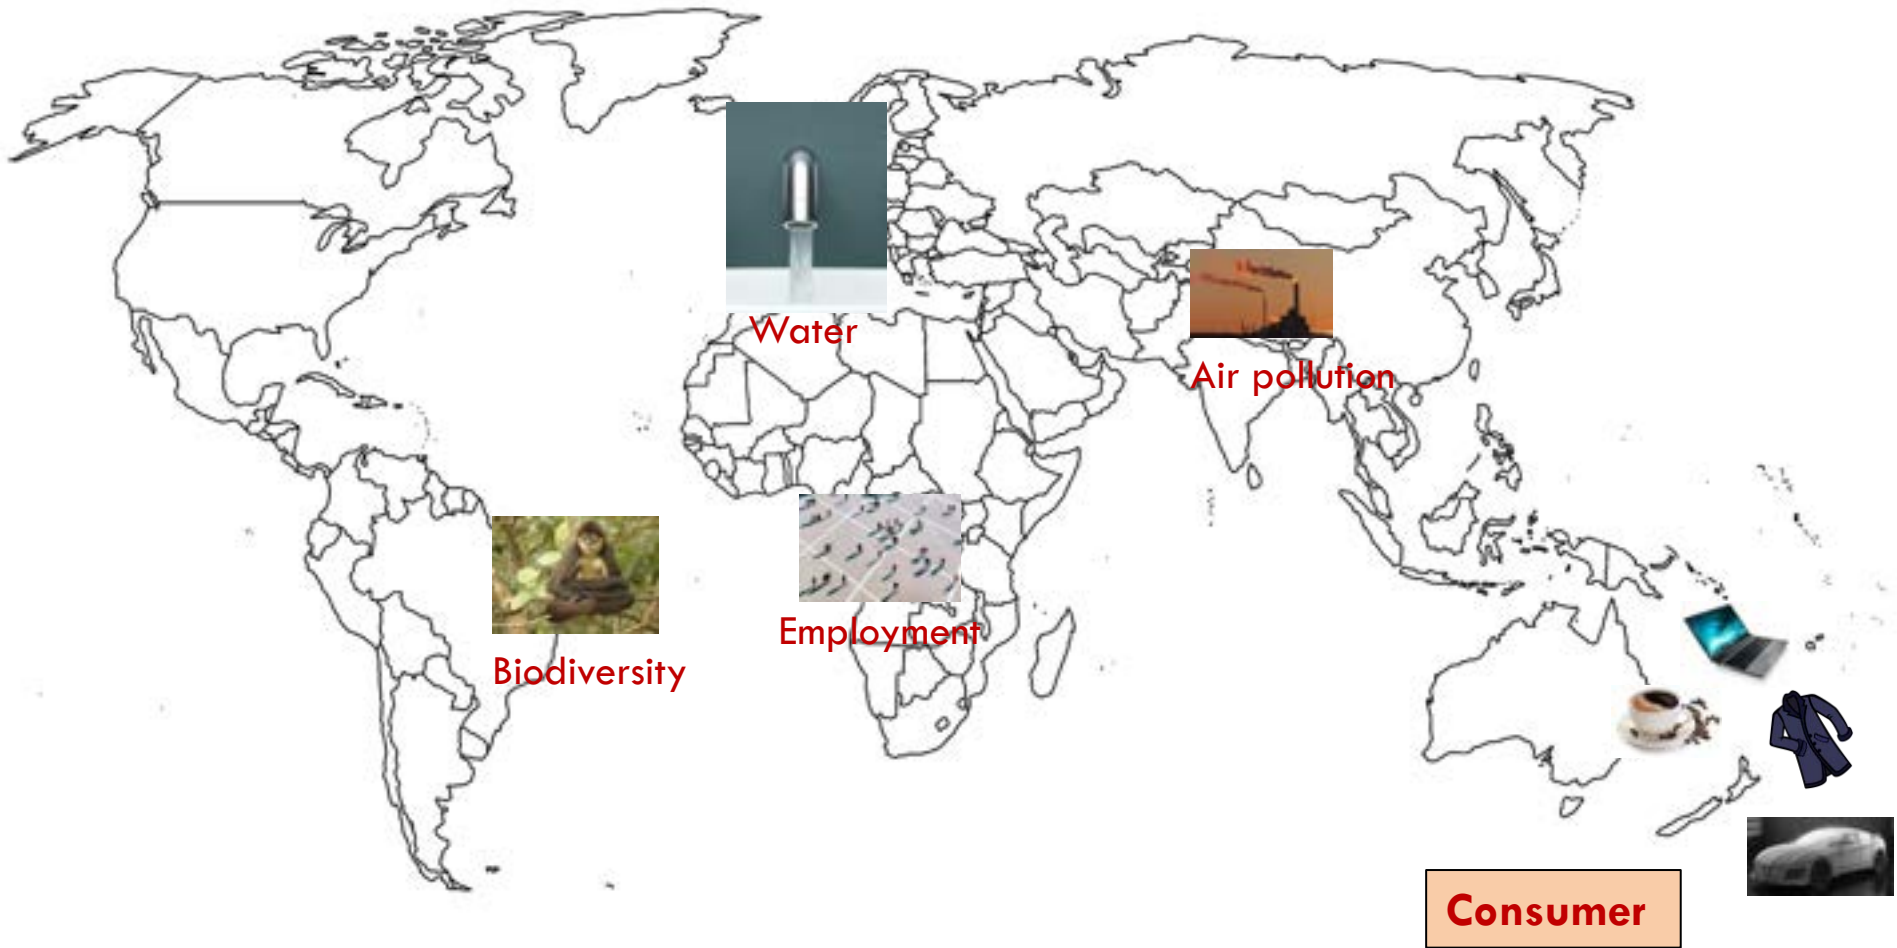 Water
Air pollution
Employment
Biodiversity
Consumer